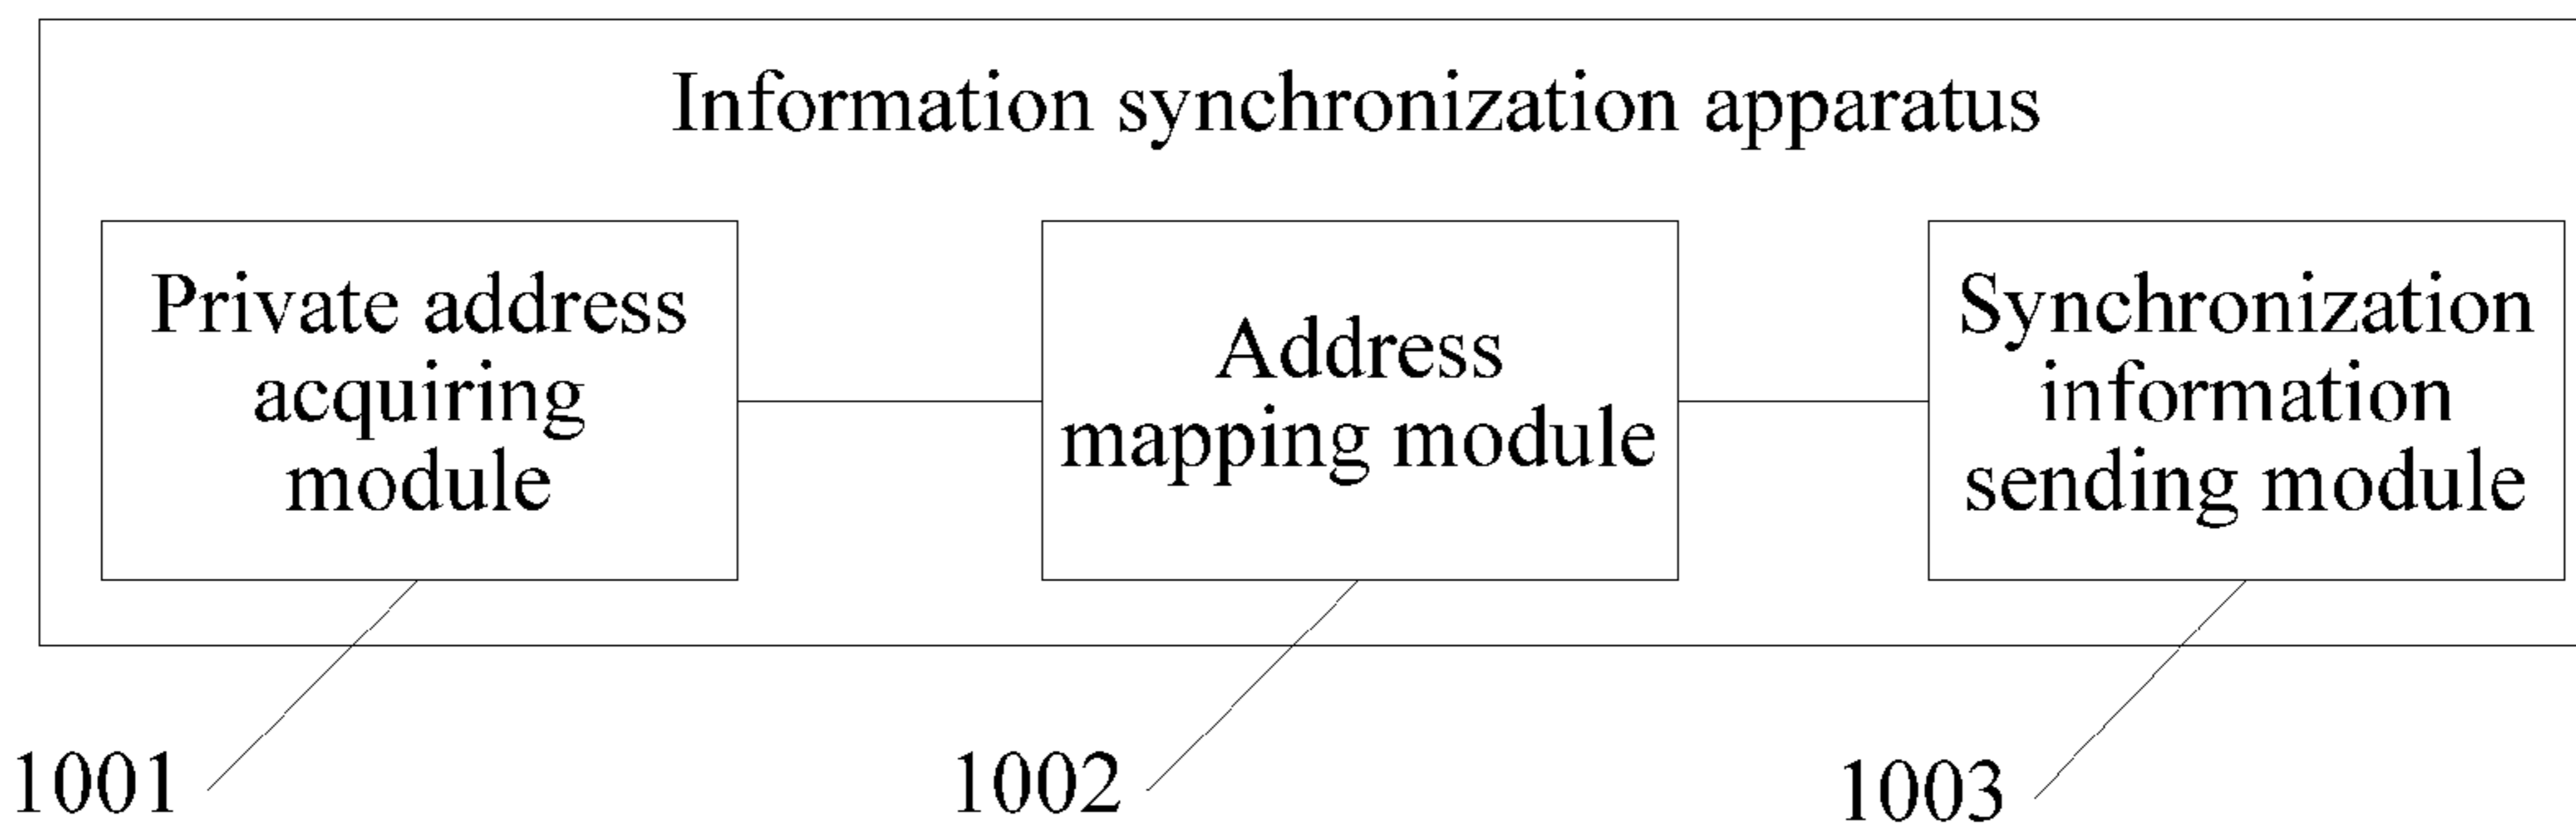 Information synchronization apparatus
Private address
acquiring
module
Address
mapping module
Synchronization
information
sending module
1001
1002
1003